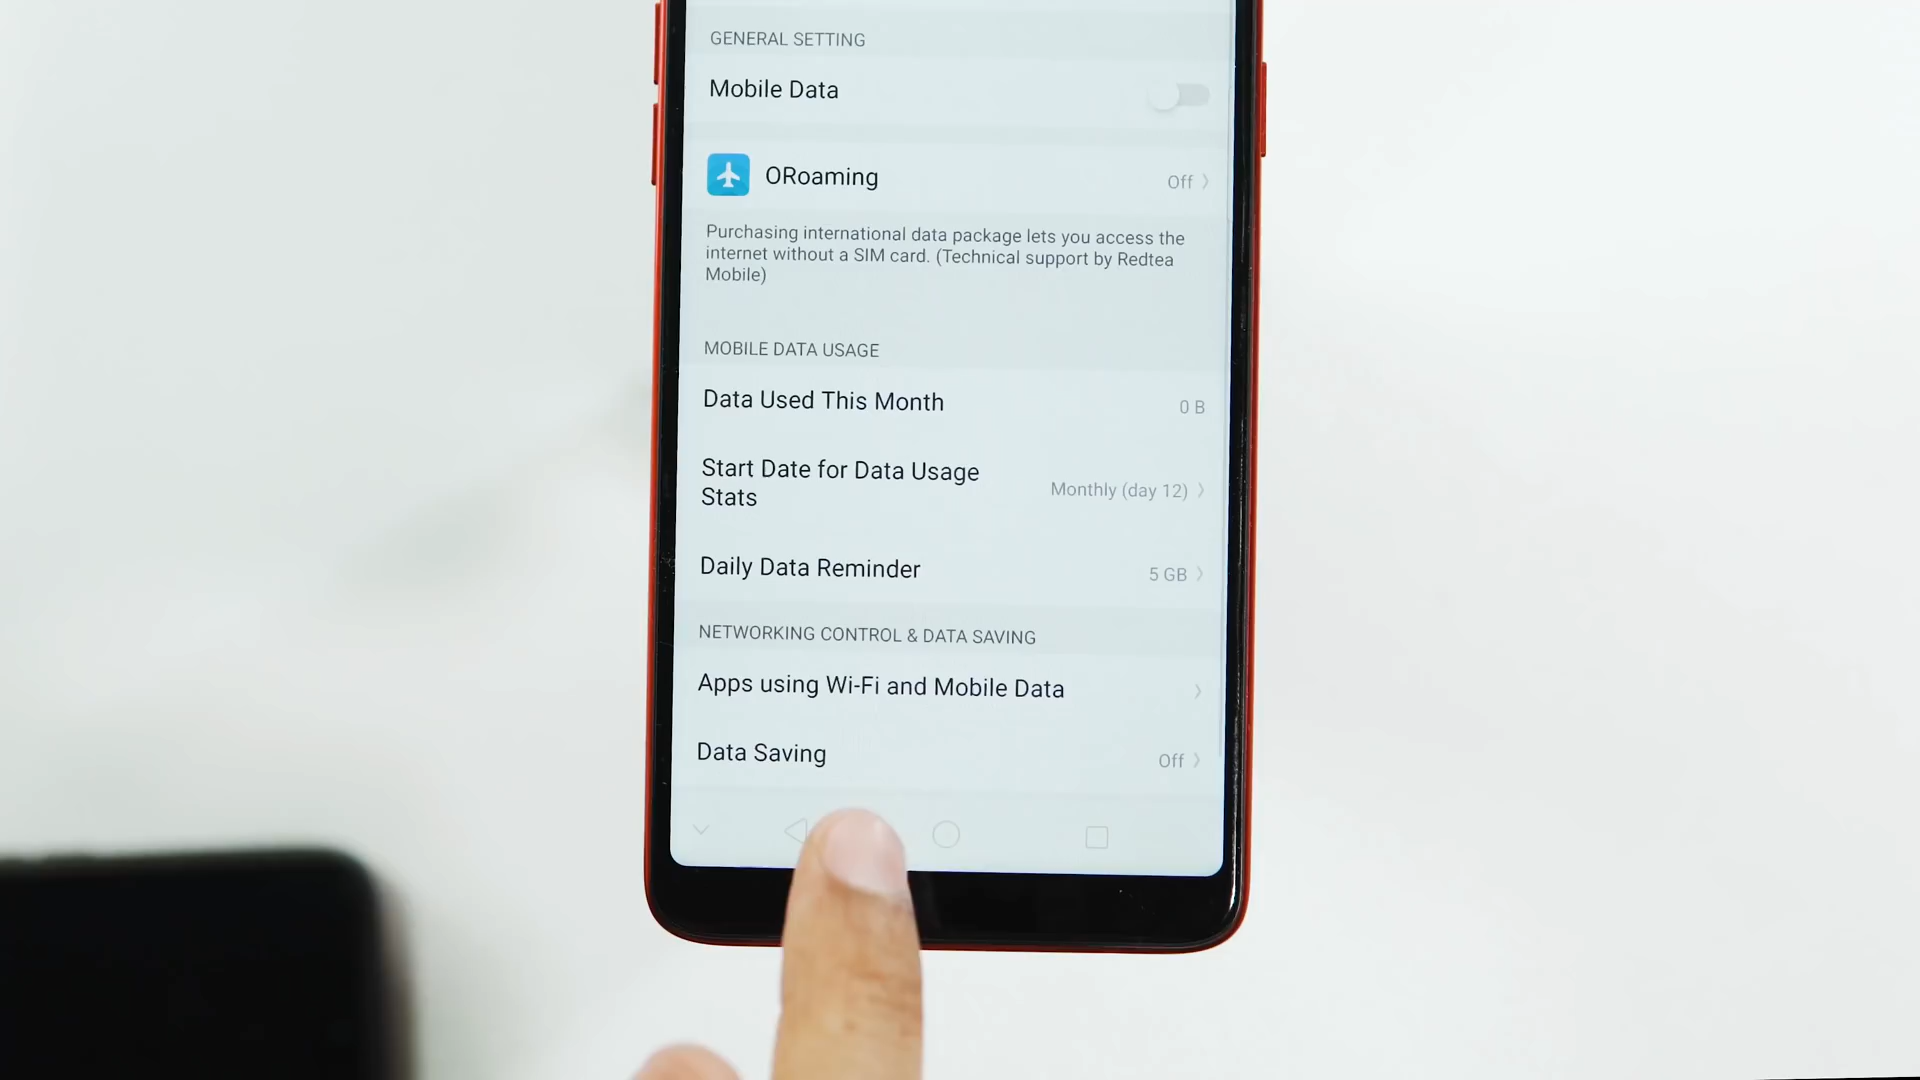 GENERAL SETTING
Mobile Data
ORoaming
Off
Purchasing international data package lets you access the
internet without a SIM card. (Technical support by Redtea
Mobile)
MOBILE DATA USAGE
Data Used This Month
0 B
Start Date for Data Usage
Stats
Monthly (day 12)
Daily Data Reminder
5 GB
NETWORKING CONTROL & DATA SAVING
Apps using Wi-Fi and Mobile Data
Data Saving
Off